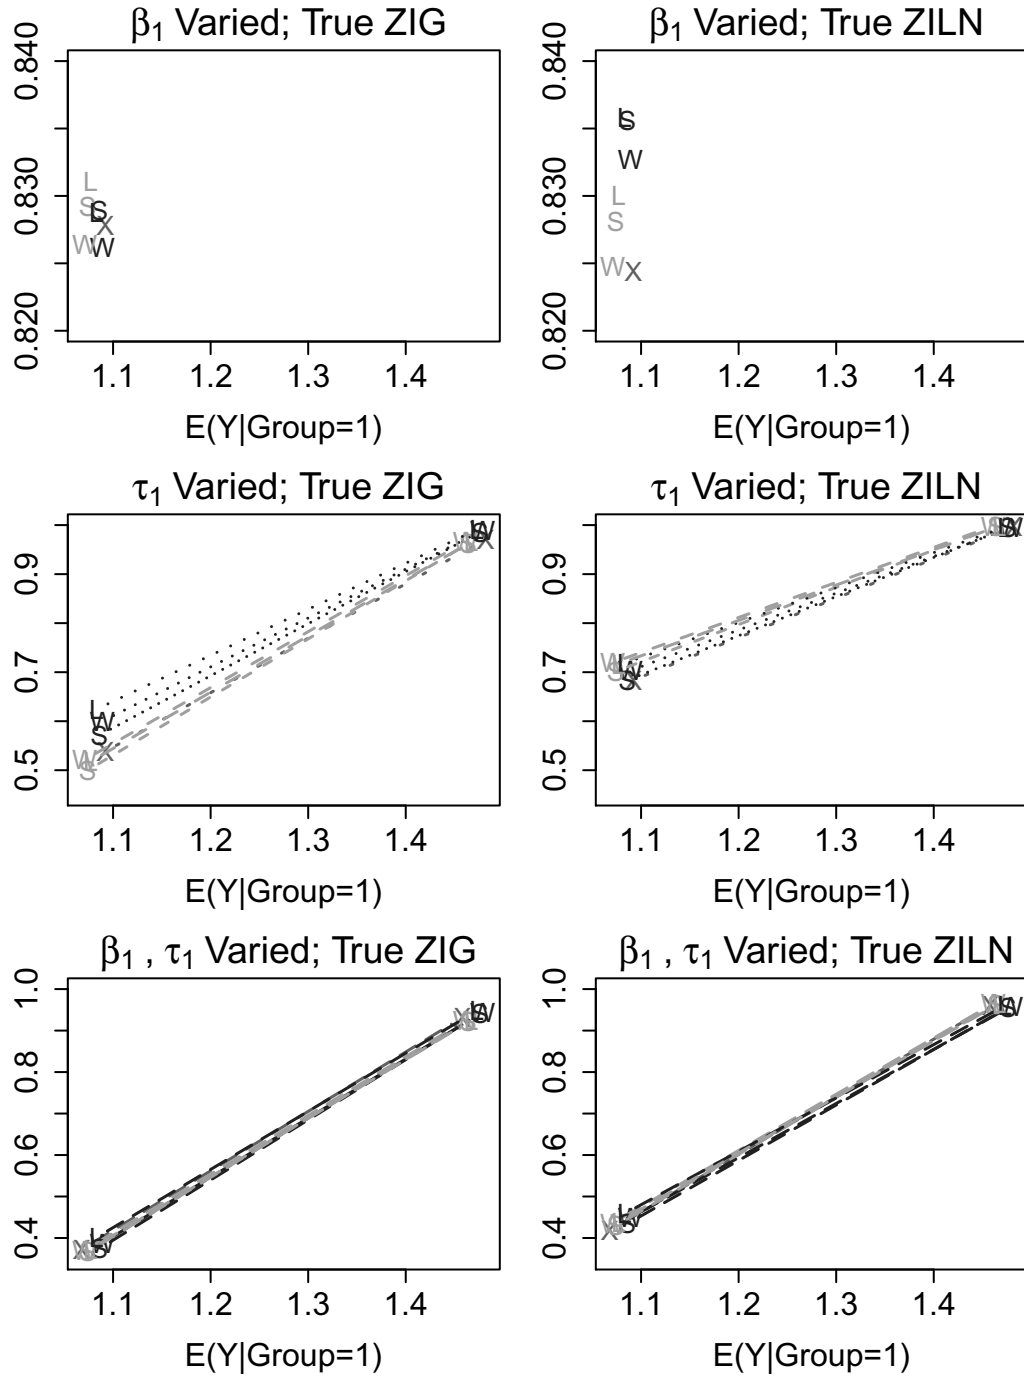 β1 Varied; True ZIG
β1 Varied; True ZILN
0.840
0.830
0.820
L
S
S
L
X
W
W
1.1 1.2 1.3 1.4
E(Y|Group=1)
0.840
0.830
0.820
L
S
W
L
S
W
X
1.1 1.2 1.3 1.4
E(Y|Group=1)
τ1 Varied; True ZIG
τ1 Varied; True ZILN
0.9
0.7
0.5
L
W
S
X
W
S
1.1 1.2 1.3 1.4
E(Y|Group=1)
0.9
0.7
0.5
W
L
S
X
1.1 1.2 1.3 1.4
E(Y|Group=1)
β1 , τ1 Varied; True ZIG
β1 , τ1 Varied; True ZILN
1.0
0.8
0.6
0.4
X
L
S
W
1.1 1.2 1.3 1.4
E(Y|Group=1)
1.0
0.8
0.6
0.4
X
L
S
W
1.1 1.2 1.3 1.4
E(Y|Group=1)